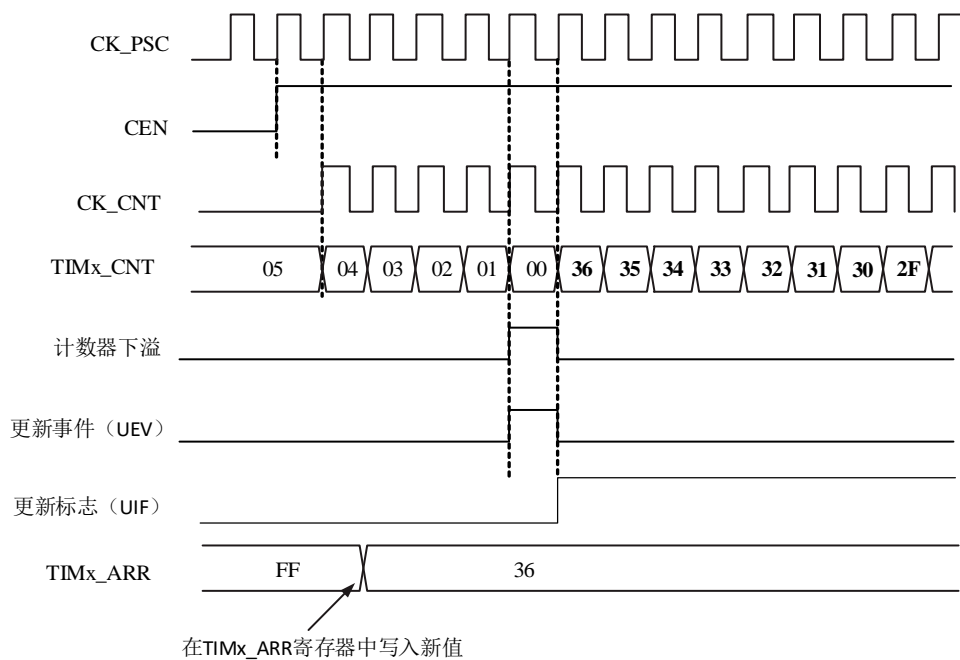 CK_PSC
CEN
CK_CNT
TIMx_CNT 05 04 03 02 01 00 36 35 34 33 32 31 30 2F
计数器下溢
更新事件（UEV）
更新标志（UIF）
TIMx_ARR FF 36
在TIMx_ARR寄存器中写入新值